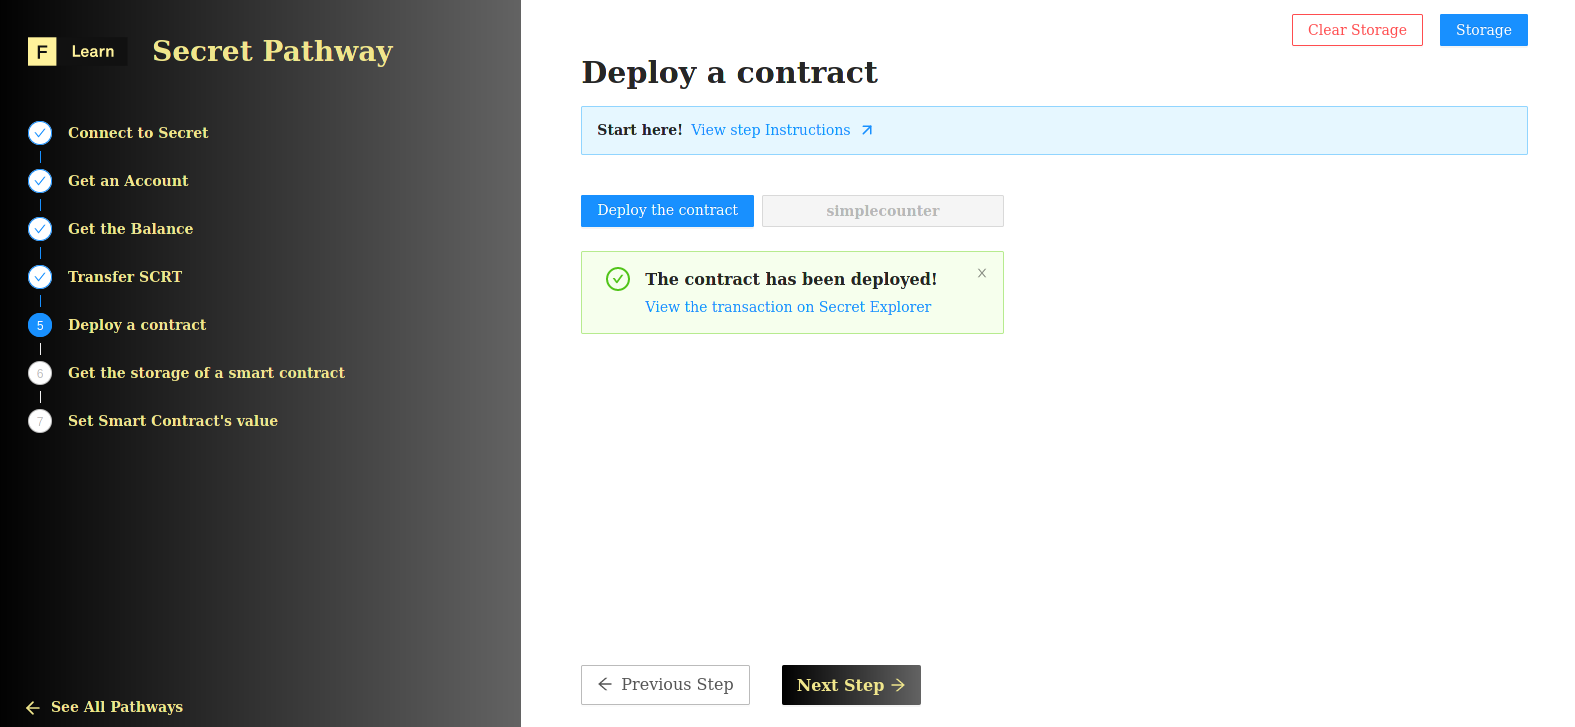 F Learn
Secret Pathway
Connect to Secret
Get an Account
Get the Balance
Transfer SCRT
5 Deploy a contract
6 Get the storage of a smart contract
7 Set Smart Contract's value
See All Pathways
Clear Storage
Storage
Deploy a contract
Start here! View step Instructions
Deploy the contract
simplecounter
The contract has been deployed!
View the transaction on Secret Explorer
Previous Step
Next Step